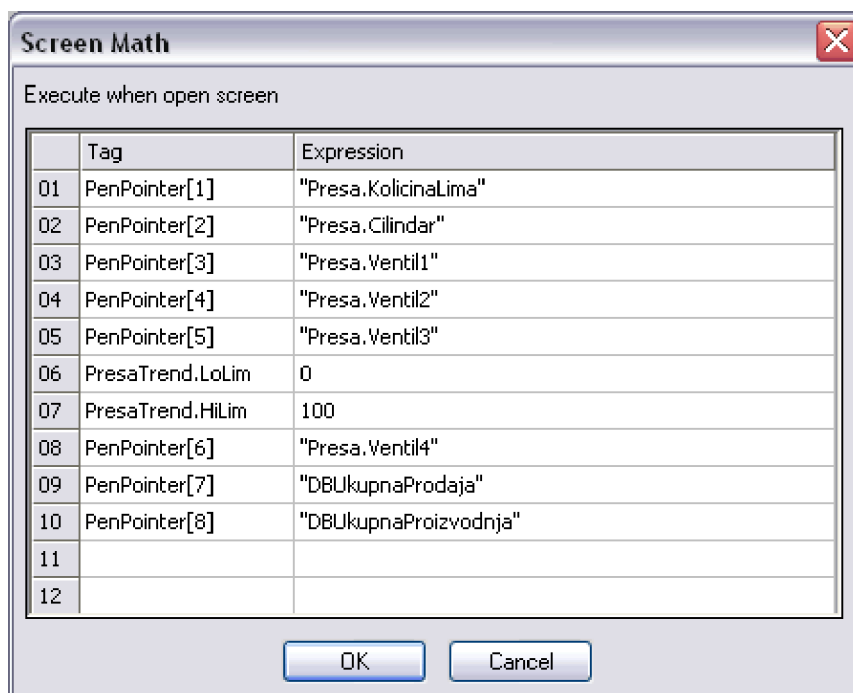 Screen Math
Execute when open screen
Tag Expression
01 PenPointer[1] "Presa.KolicinaLima"
02 PenPointer[2] "Presa.Cilindar"
03 PenPointer[3] "Presa.Ventil1"
04 PenPointer[4] "Presa.Ventil2"
05 PenPointer[5] "Presa.Ventil3"
06 PresaTrend.LoLim 0
07 PresaTrend.HiLim 100
08 PenPointer[6] "Presa.Ventil4"
09 PenPointer[7] "DBUkupnaProdaja"
10 PenPointer[8] "DBUkupnaProizvodnja"
11
12
OK Cancel